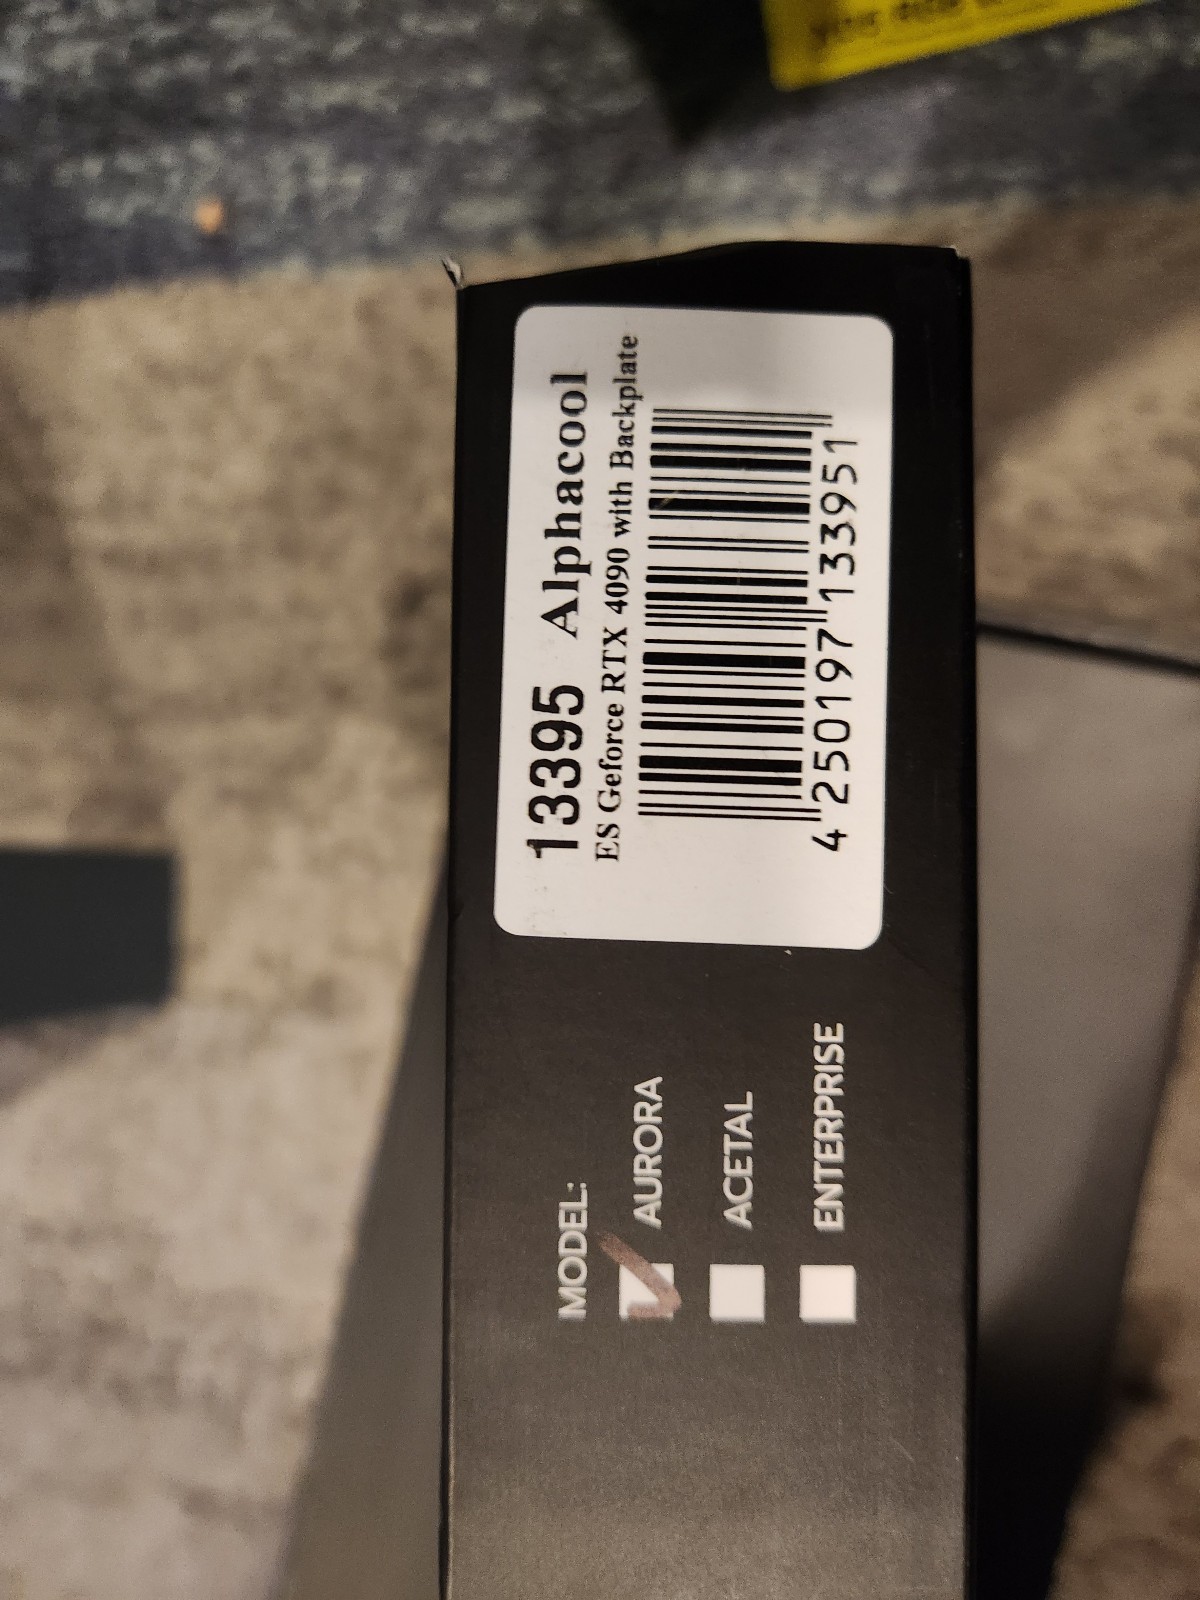 13395 Alphacool
ES Geforce RTX 4090 with Backplate
4 250197 133951
MODEL:
AURORA
ACETAL
ENTERPRISE